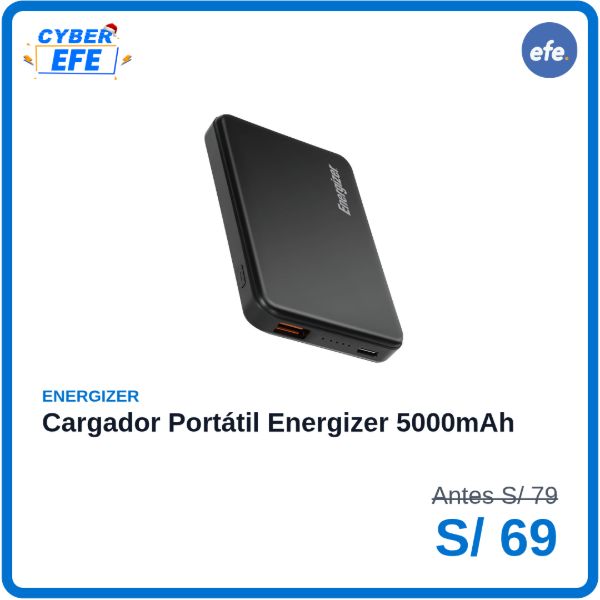 CYBER
EFE
efe.
Energizer
ENERGIZER
Cargador Portátil Energizer 5000mAh
Antes S/ 79
S/ 69